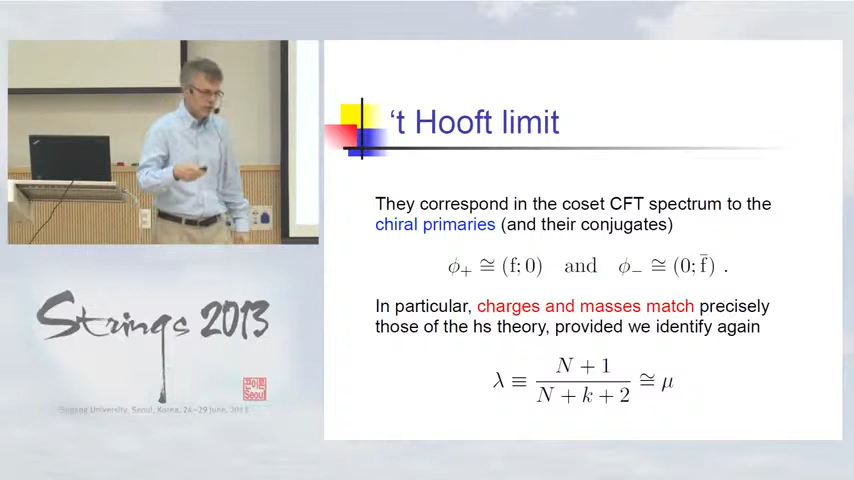 't Hooft limit
They correspond in the coset CFT spectrum to the
chiral primaries (and their conjugates)
ϕ₊ ≅ (f; 0) and ϕ₋ ≅ (0; f̄) .
In particular, charges and masses match precisely
those of the hs theory, provided we identify again
λ ≡ (N + 1)/(N + k + 2) ≅ μ
Strings 2013
Seoul
Sogang University, Seoul, Korea, 24-29 June, 2013